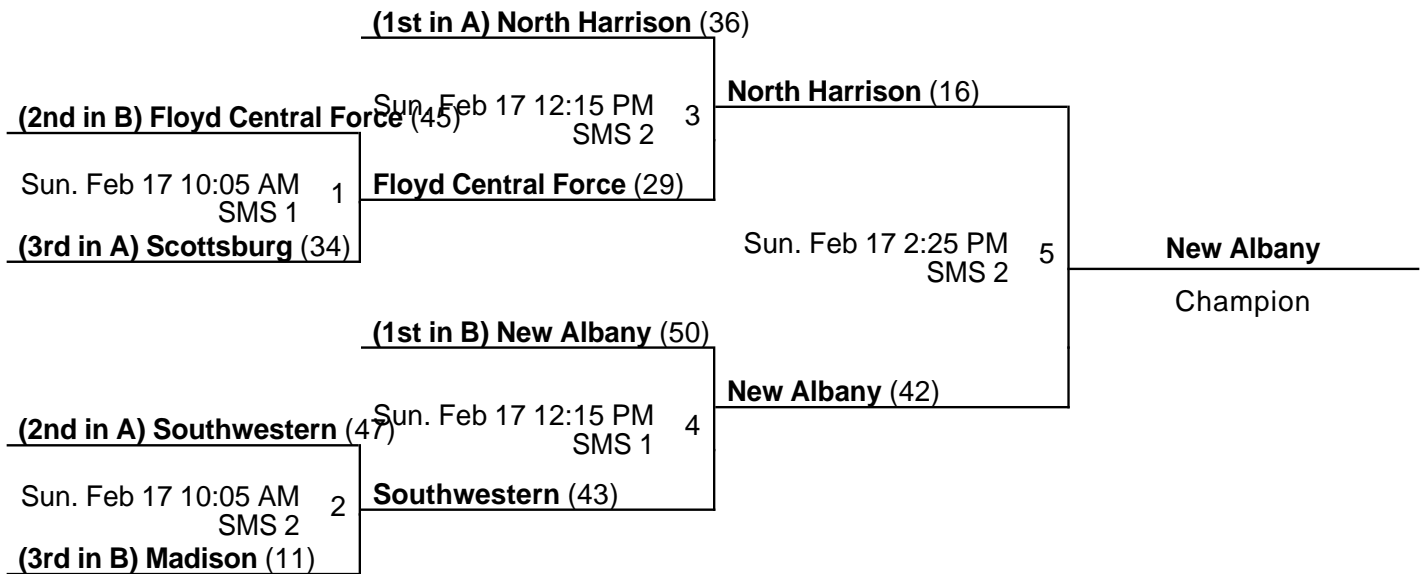 (1st in A) North Harrison (36)
Sun. Feb 17 12:15 PM
SMS 2
3
North Harrison (16)
(2nd in B) Floyd Central Force (45)
Sun. Feb 17 10:05 AM
SMS 1
1
Floyd Central Force (29)
(3rd in A) Scottsburg (34)
Sun. Feb 17 2:25 PM
SMS 2
5
New Albany
Champion
(1st in B) New Albany (50)
Sun. Feb 17 12:15 PM
SMS 1
4
New Albany (42)
(2nd in A) Southwestern (47)
Sun. Feb 17 10:05 AM
SMS 2
2
Southwestern (43)
(3rd in B) Madison (11)